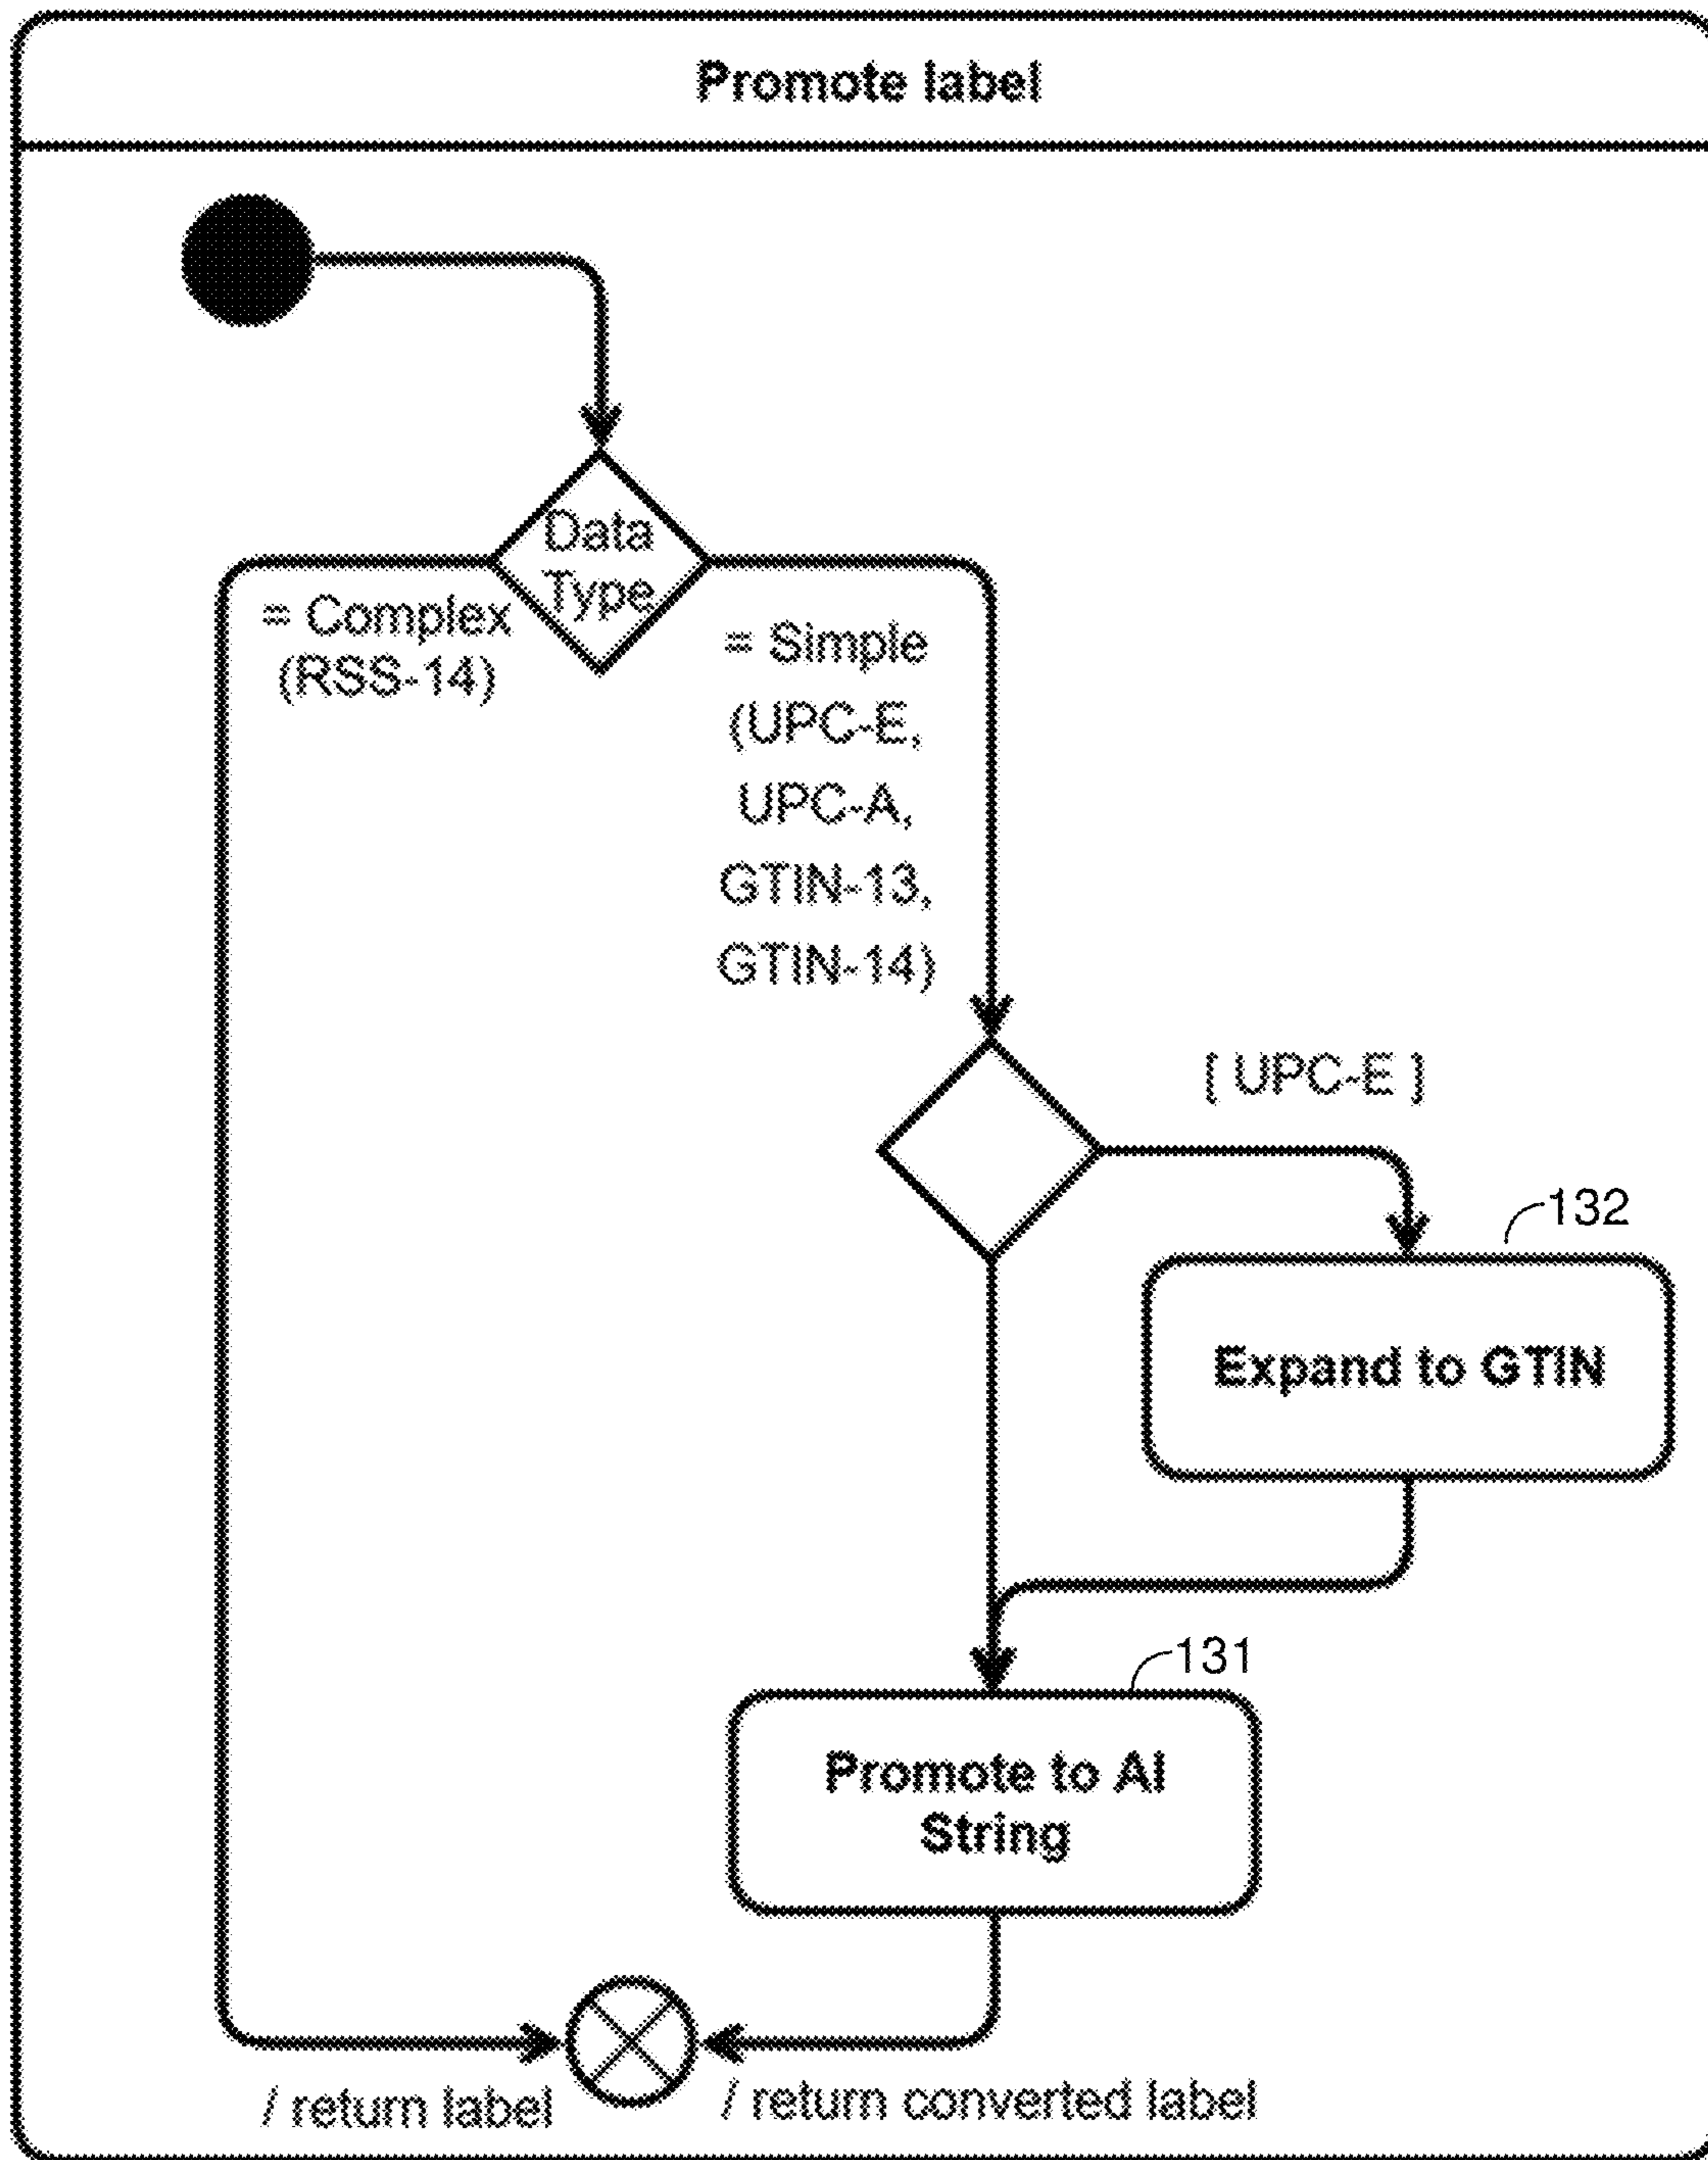 Promote label
Data
Type
= Complex
(RSS-14)
= Simple
(UPC-E,
UPC-A,
GTIN-13,
GTIN-14)
[ UPC-E ]
132
Expand to GTIN
131
Promote to AI
String
/ return label
/ return converted label